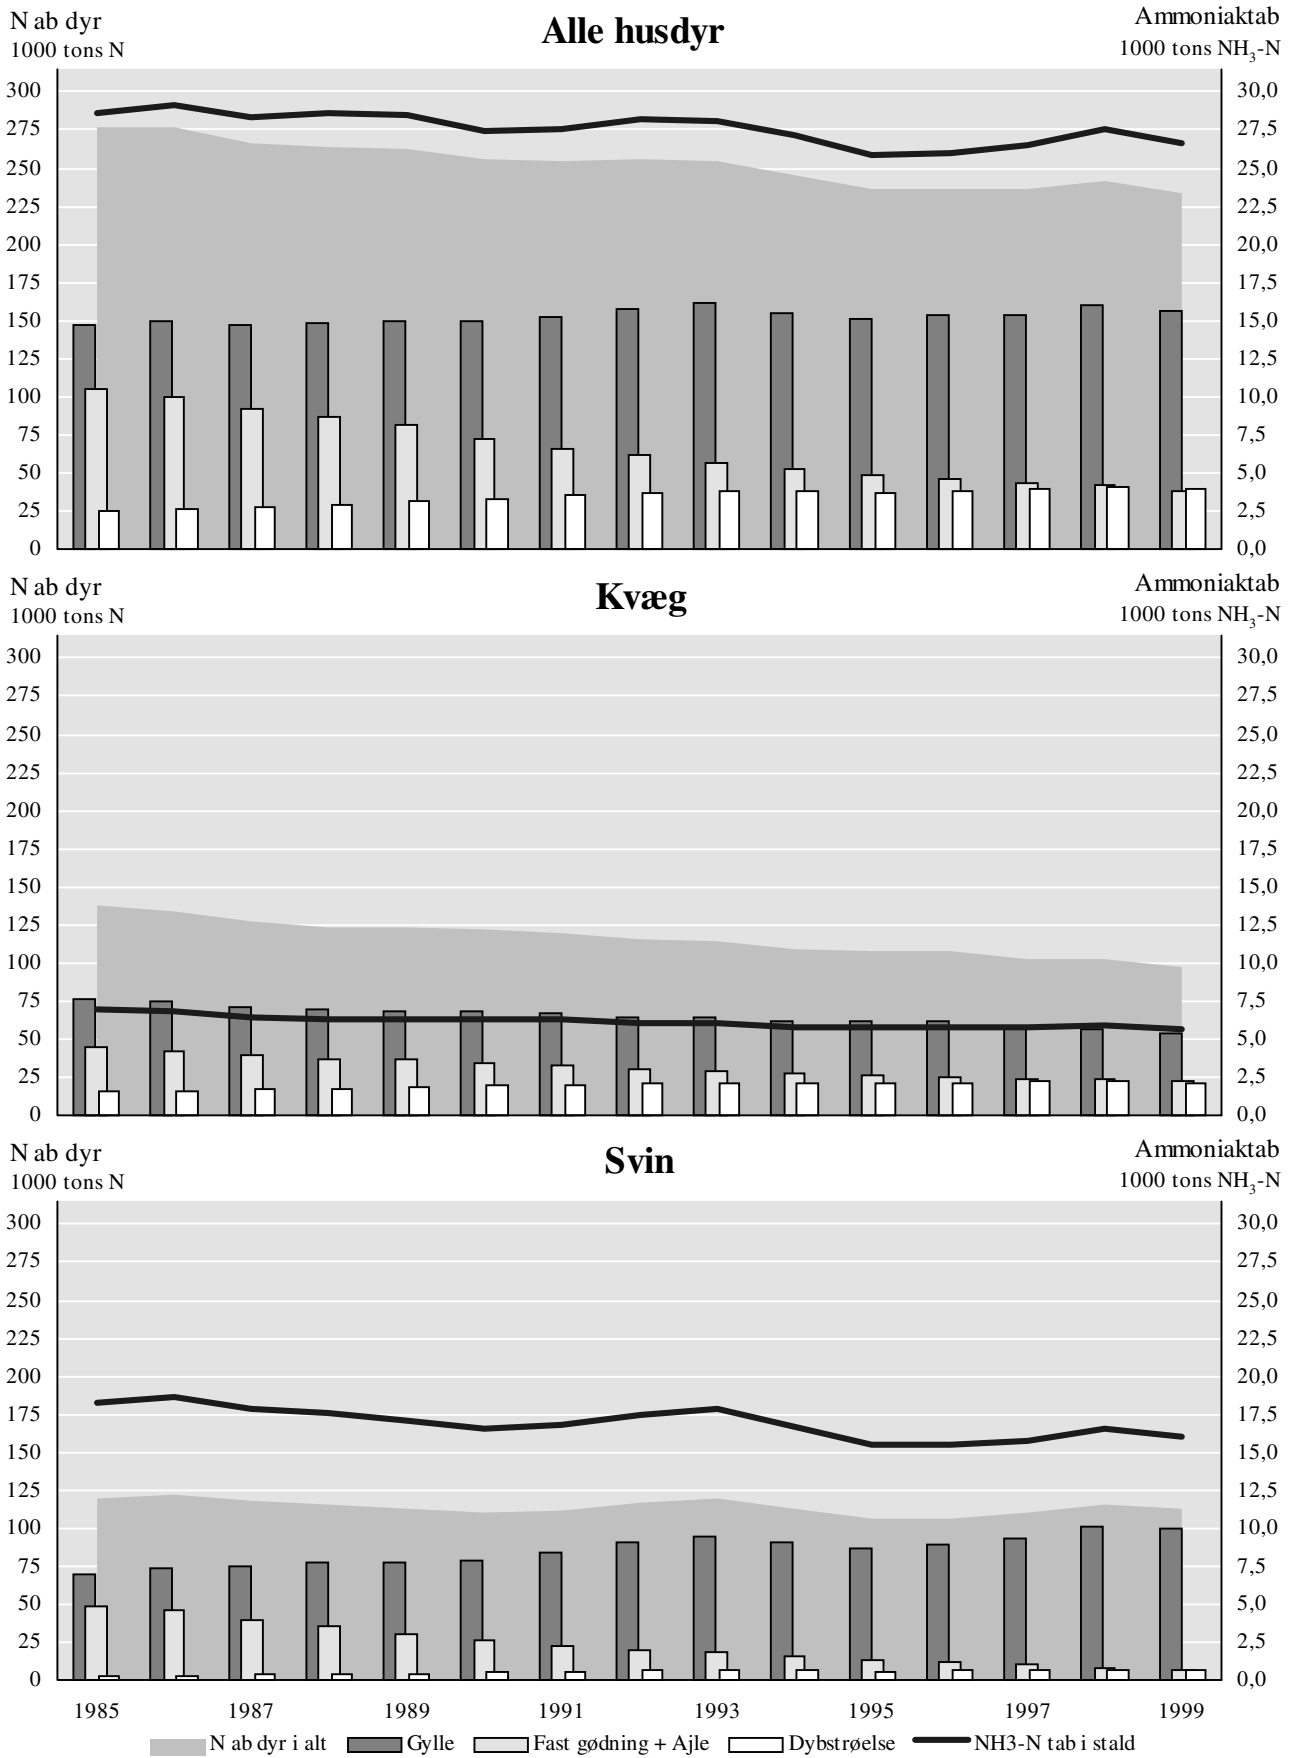 N ab dyr
1000 tons N
Alle husdyr
Ammoniaktab
1000 tons NH3-N
300 30,0
275 27,5
250 25,0
225 22,5
200 20,0
175 17,5
150 15,0
125 12,5
100 10,0
75 7,5
50 5,0
25 2,5
0 0,0
N ab dyr
1000 tons N
Kvæg
Ammoniaktab
1000 tons NH3-N
300 30,0
275 27,5
250 25,0
225 22,5
200 20,0
175 17,5
150 15,0
125 12,5
100 10,0
75 7,5
50 5,0
25 2,5
0 0,0
N ab dyr
1000 tons N
Svin
Ammoniaktab
1000 tons NH3-N
300 30,0
275 27,5
250 25,0
225 22,5
200 20,0
175 17,5
150 15,0
125 12,5
100 10,0
75 7,5
50 5,0
25 2,5
0 0,0
1985 1987 1989 1991 1993 1995 1997 1999
N ab dyr i alt Gylle Fast gødning + Ajle Dybstrøelse NH3-N tab i stald